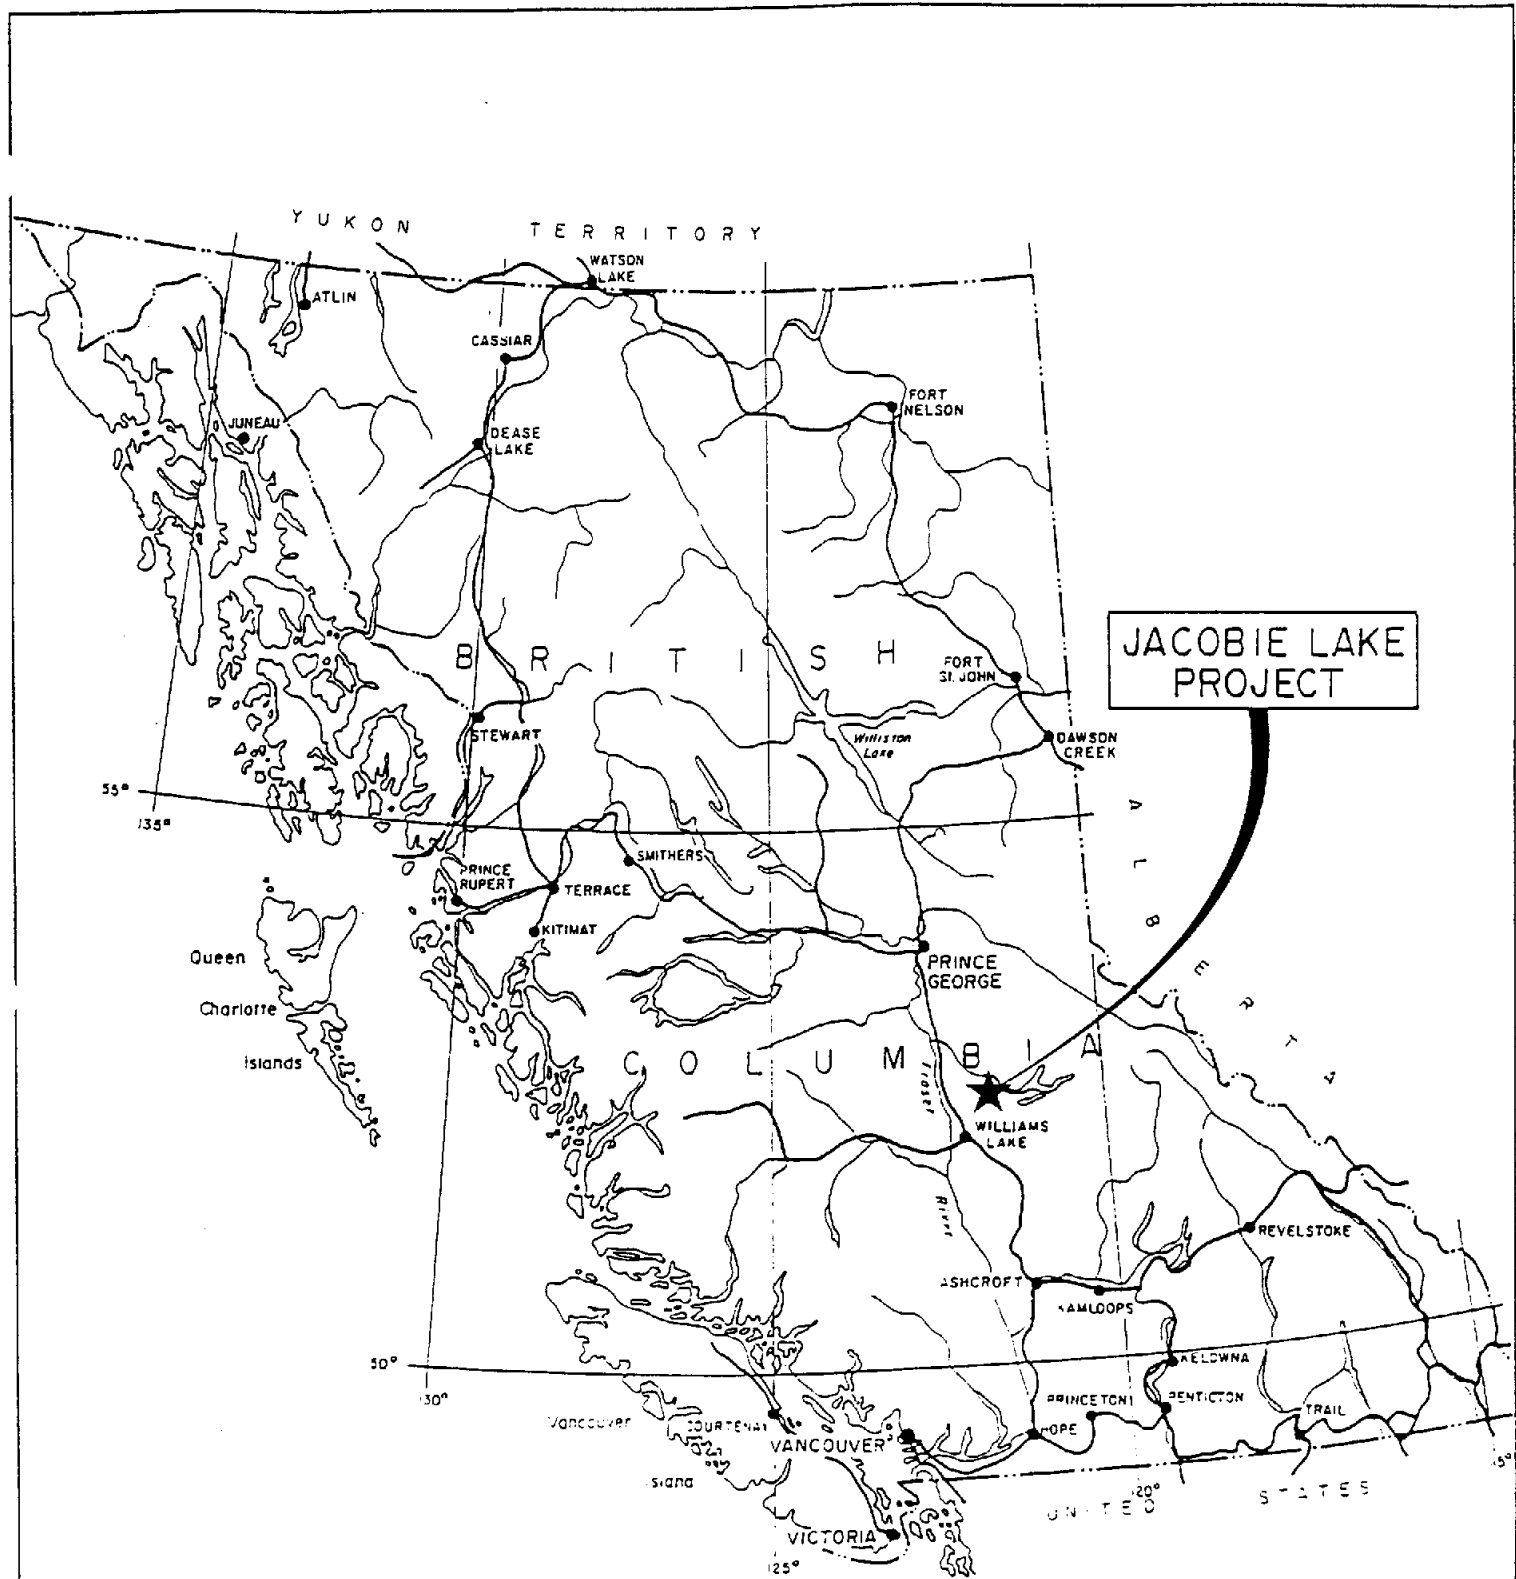 YUKON TERRITORY
WATSON
LAKE
ATLIN
CASSIAR
FORT
NELSON
JUNEAU
DEASE
LAKE
JACOBIE LAKE
PROJECT
BRITISH
FORT
ST. JOHN
STEWART
Williston
Lake
DAWSON
CREEK
55°
135°
ALBERTA
SMITHERS
PRINCE
RUPERT
TERRACE
KITIMAT
Queen
Charlotte
Islands
PRINCE
GEORGE
COLUMBIA
Fraser
River
WILLIAMS
LAKE
REVELSTOKE
ASHCROFT
KAMLOOPS
50°
130°
KELOWNA
PRINCETON
PENTICTON
TRAIL
Vancouver
COURTENAY
VANCOUVER
HOPE
Island
120°
UNITED STATES
VICTORIA
125°